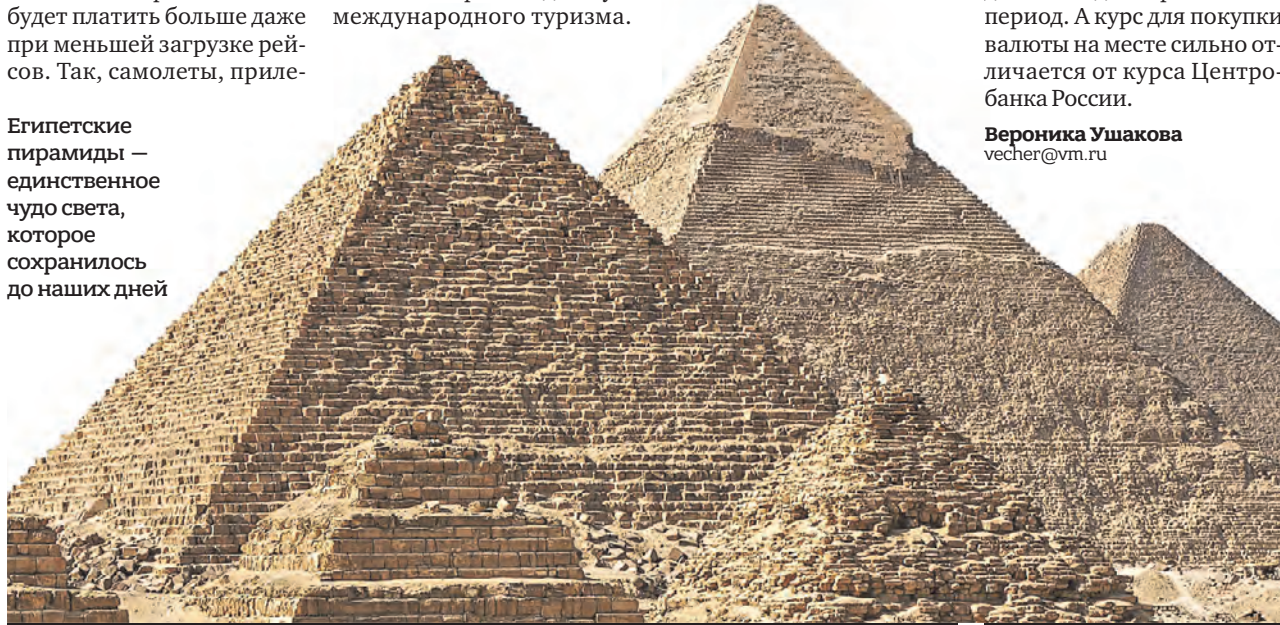 будет платить больше даже
при меньшей загрузке рей-
сов. Так, самолеты, приле-
Египетские
пирамиды —
единственное
чудо света,
которое
сохранилось
до наших дней
международного туризма.
период. А курс для покупки
валюты на месте сильно от-
личается от курса Центро-
банка России.
Вероника Ушакова
vecher@vm.ru